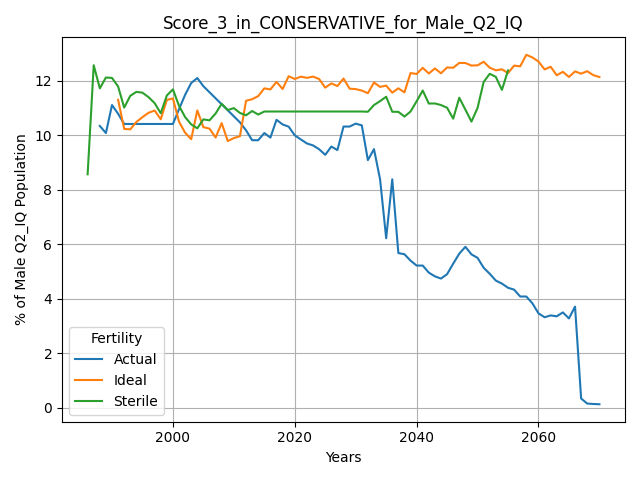 Score_3_in_CONSERVATIVE_for_Male_Q2_IQ
% of Male Q2_IQ Population
12
10
8
6
4
2
0
Fertility
Actual
Ideal
Sterile
2000
2020
2040
2060
Years